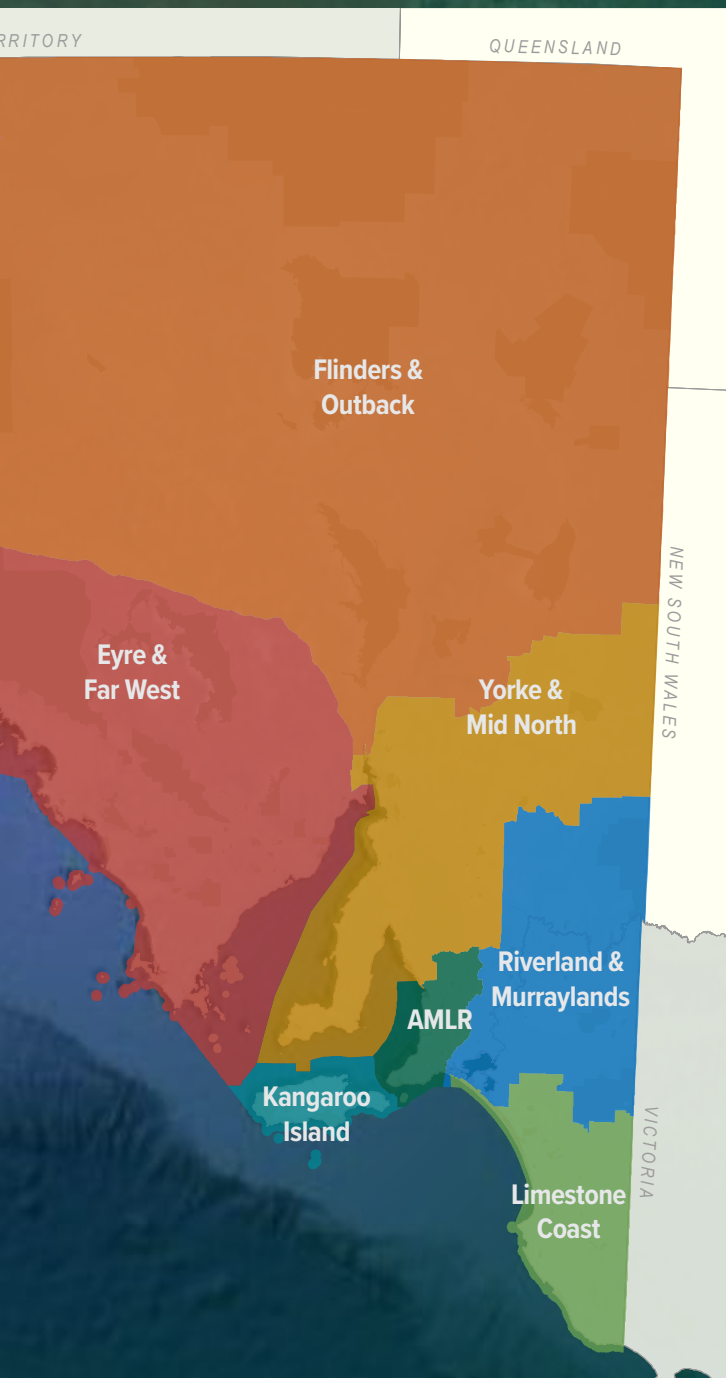 RRITORY
QUEENSLAND
Flinders &
Outback
NEW SOUTH WALES
Eyre &
Far West
Yorke &
Mid North
Riverland &
Murraylands
AMLR
Kangaroo
Island
VICTORIA
Limestone
Coast